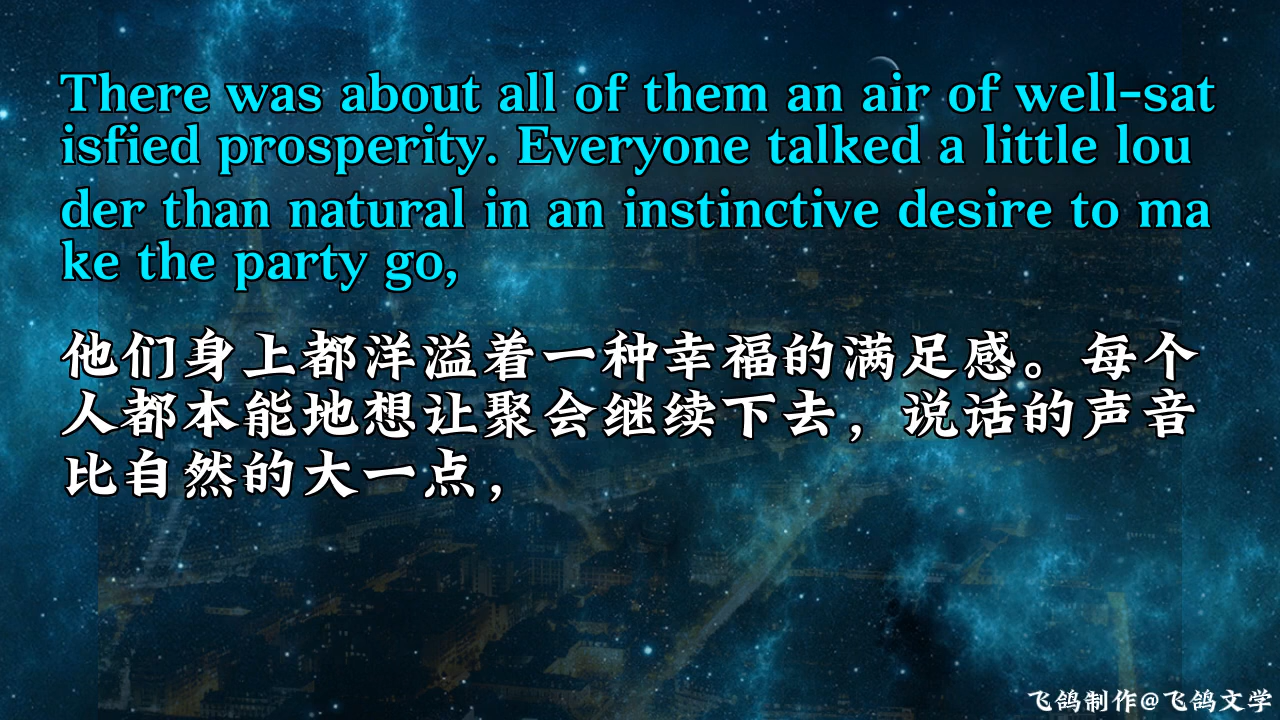 There was about all of them an air of well-sat
isfied prosperity. Everyone talked a little lou
der than natural in an instinctive desire to ma
ke the party go,
他们身上都洋溢着一种幸福的满足感。每个
人都本能地想让聚会继续下去，说话的声音
比自然的大一点，
飞鸽制作@飞鸽文学